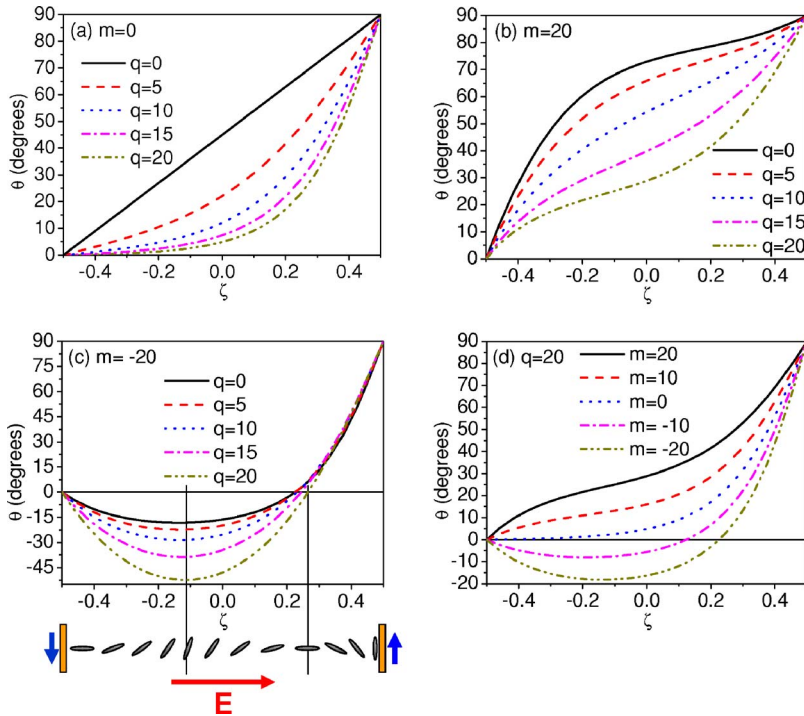 (a) m=0
q=0
q=5
q=10
q=15
q=20
θ (degrees)
90
80
70
60
50
40
30
20
10
0
-0.4
-0.2
0.0
0.2
0.4
ζ
(b) m=20
q=0
q=5
q=10
q=15
q=20
θ (degrees)
90
80
70
60
50
40
30
20
10
0
-0.4
-0.2
0.0
0.2
0.4
ζ
(c) m= -20
q=0
q=5
q=10
q=15
q=20
θ (degrees)
90
75
60
45
30
15
0
-15
-30
-45
-0.4
-0.2
0.0
0.2
0.4
ζ
E
(d) q=20
m=20
m=10
m=0
m= -10
m= -20
θ (degrees)
90
80
70
60
50
40
30
20
10
0
-10
-20
-0.4
-0.2
0.0
0.2
0.4
ζ